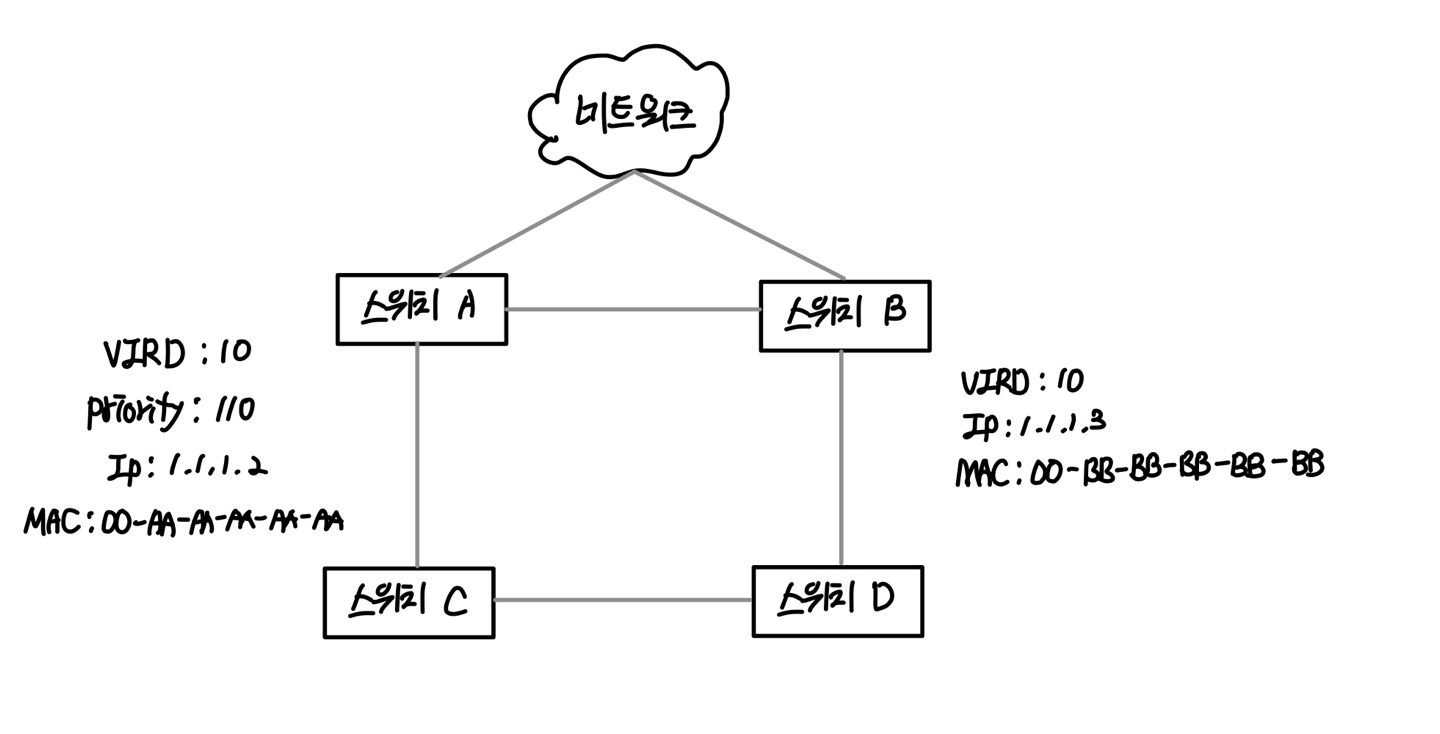 네트워크
스위치 A
스위치 B
VIRD : 10
priority : 110
Ip : 1.1.1.2
MAC : 00-AA-AA-AA-AA-AA
VIRD : 10
Ip : 1.1.1.3
MAC : 00-BB-BB-BB-BB-BB
스위치 C
스위치 D